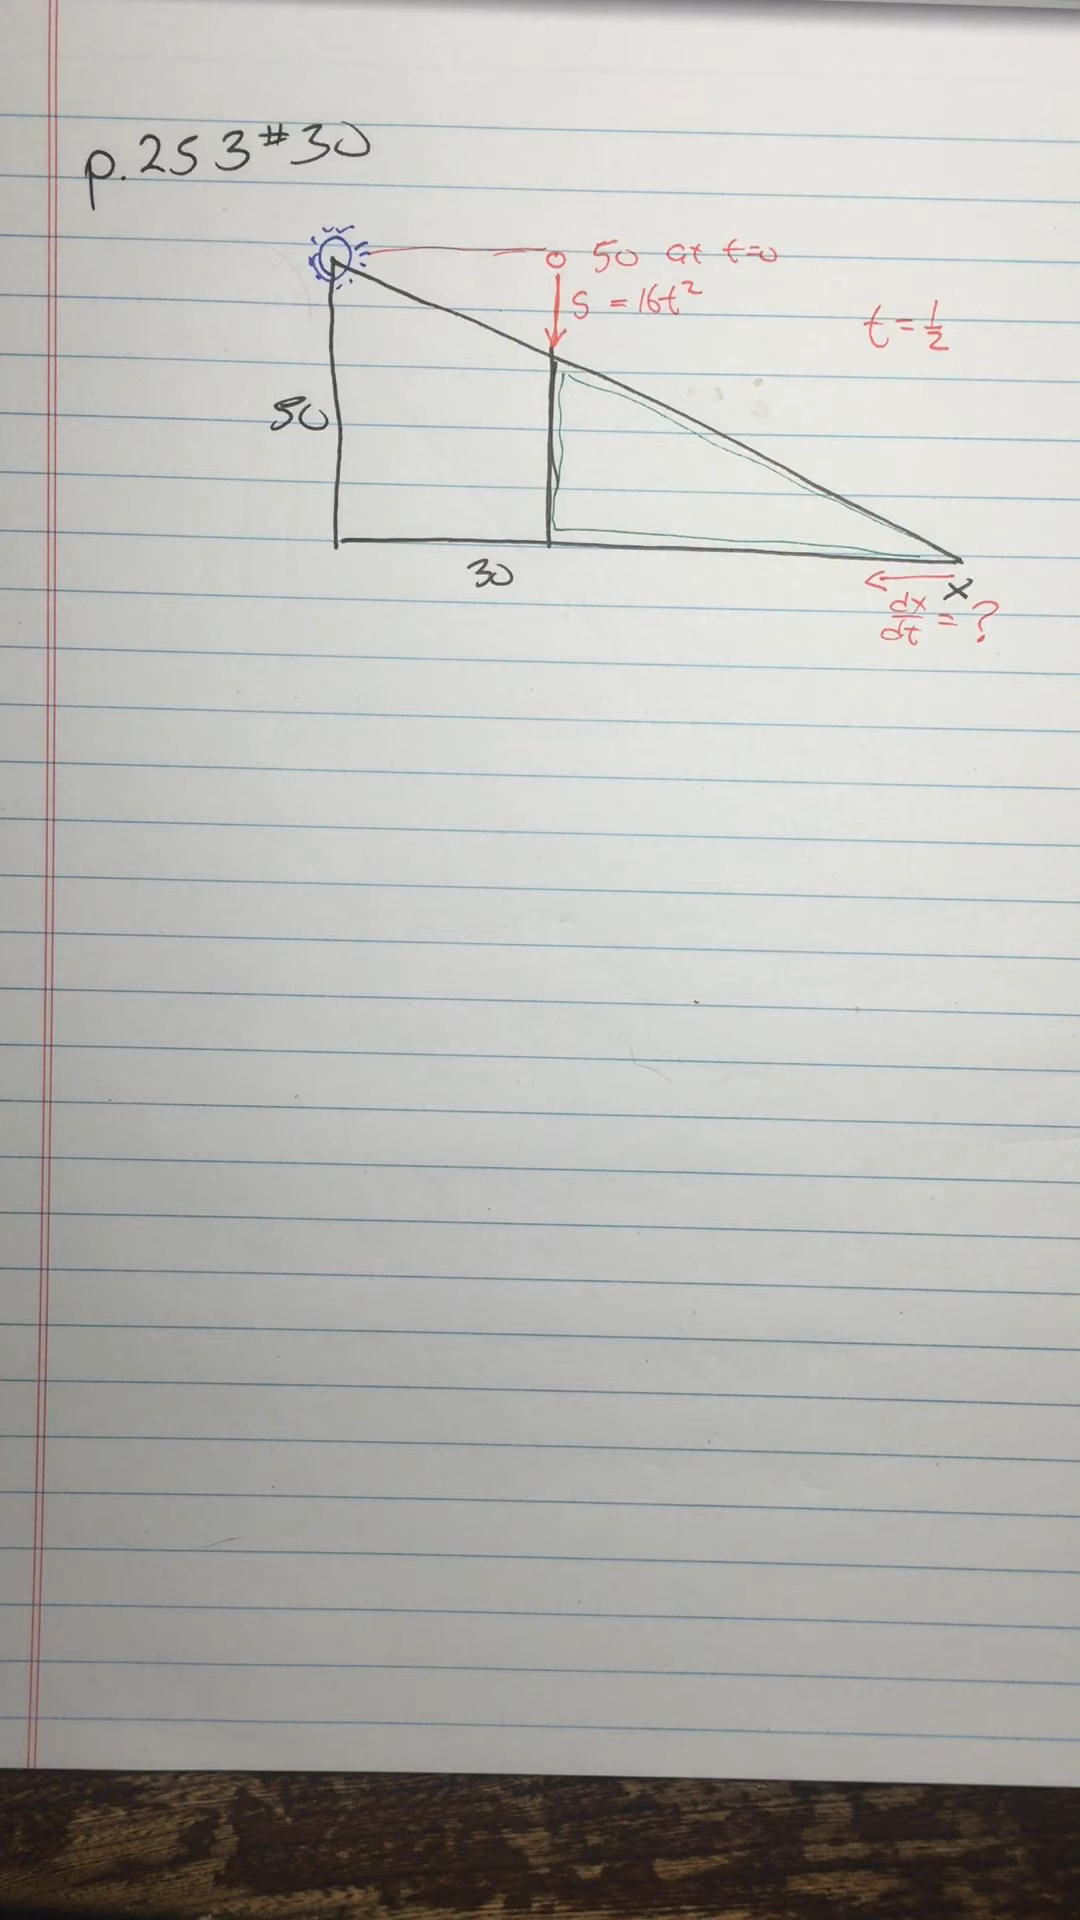 p.253 #30
50 at t=0
s = 16t²
t = 1/2
50
30
x
dx/dt = ?